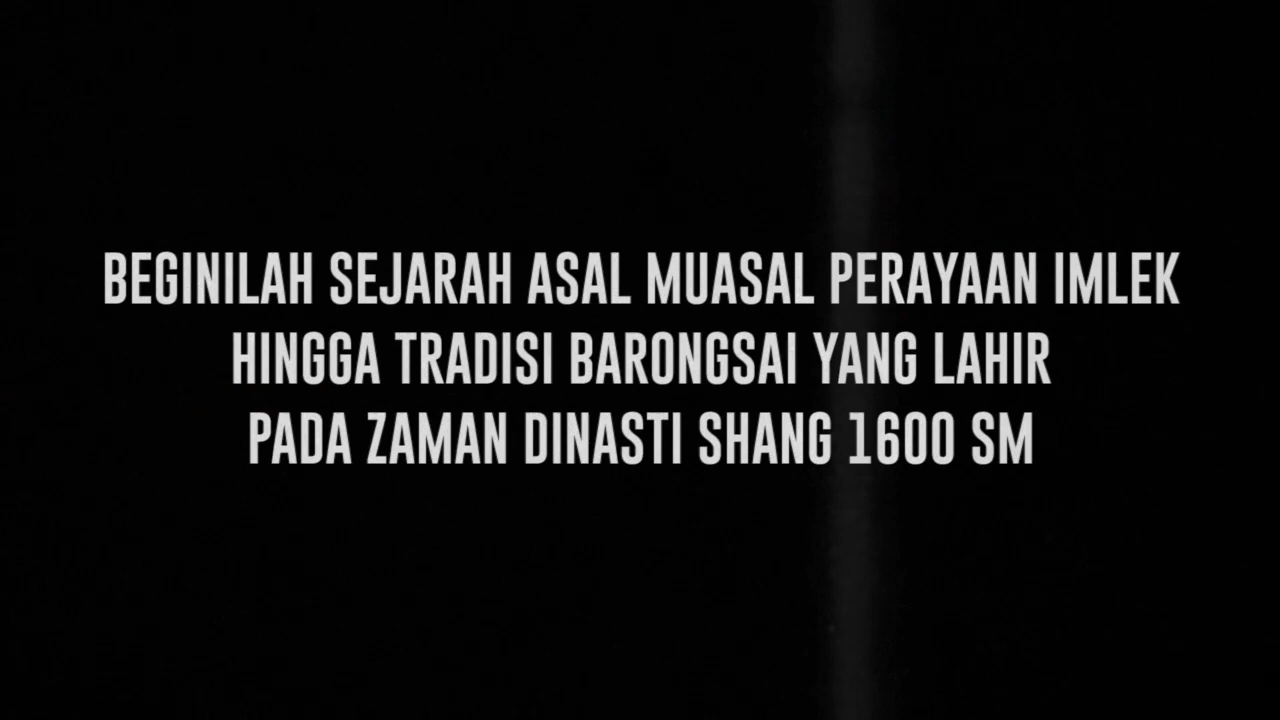 BEGINILAH SEJARAH ASAL MUASAL PERAYAAN IMLEK
HINGGA TRADISI BARONGSAI YANG LAHIR
PADA ZAMAN DINASTI SHANG 1600 SM